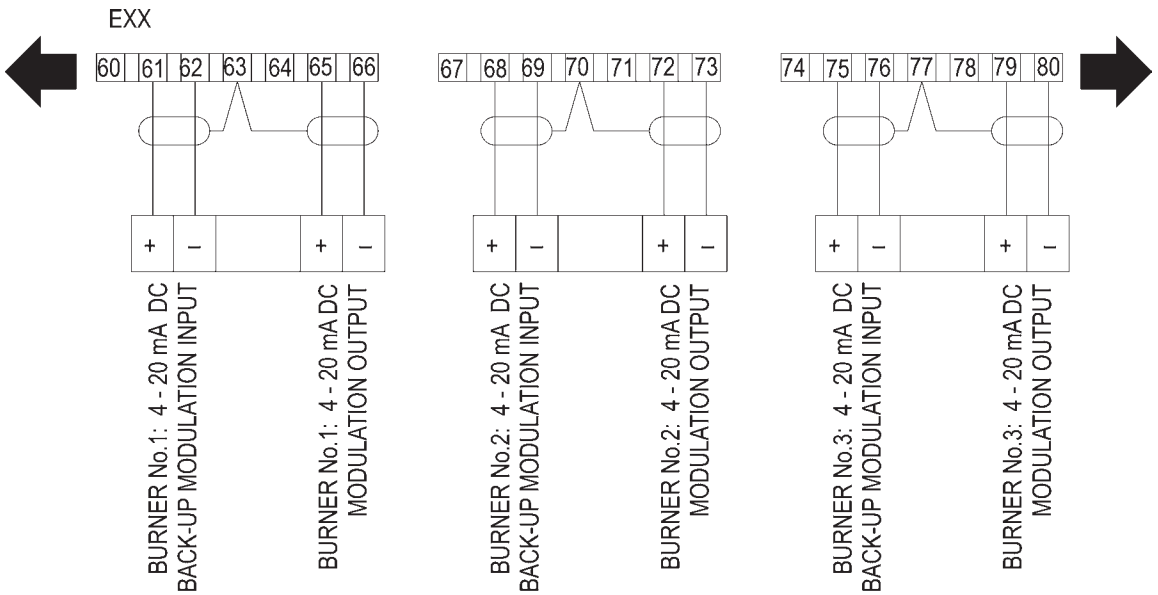 EXX
60 61 62 63 64 65 66
67 68 69 70 71 72 73
74 75 76 77 78 79 80
+ – + –
+ – + –
+ – + –
BURNER No.1: 4 - 20 mA DC
BACK-UP MODULATION INPUT
BURNER No.1: 4 - 20 mA DC
MODULATION OUTPUT
BURNER No.2: 4 - 20 mA DC
BACK-UP MODULATION INPUT
BURNER No.2: 4 - 20 mA DC
MODULATION OUTPUT
BURNER No.3: 4 - 20 mA DC
BACK-UP MODULATION INPUT
BURNER No.3: 4 - 20 mA DC
MODULATION OUTPUT